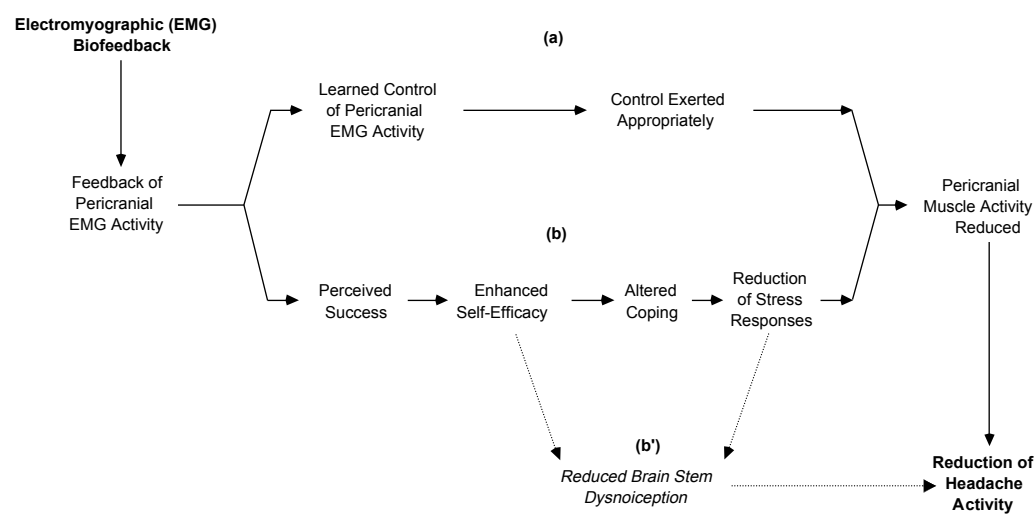 Electromyographic (EMG)
Biofeedback
(a)
Learned Control
of Pericranial
EMG Activity
Control Exerted
Appropriately
Feedback of
Pericranial
EMG Activity
Pericranial
Muscle Activity
Reduced
(b)
Perceived
Success
Enhanced
Self-Efficacy
Altered
Coping
Reduction
of Stress
Responses
(b')
Reduced Brain Stem
Dysnoiception
Reduction of
Headache
Activity